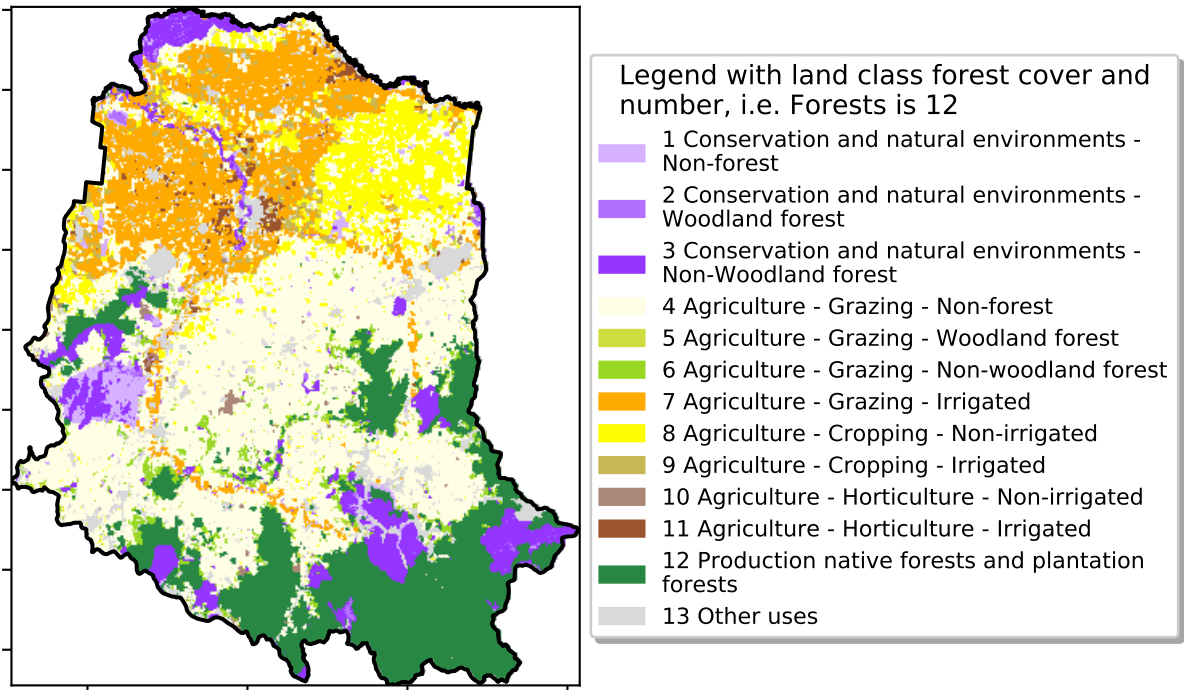 Legend with land class forest cover and
number, i.e. Forests is 12
1 Conservation and natural environments -
Non-forest
2 Conservation and natural environments -
Woodland forest
3 Conservation and natural environments -
Non-Woodland forest
4 Agriculture - Grazing - Non-forest
5 Agriculture - Grazing - Woodland forest
6 Agriculture - Grazing - Non-woodland forest
7 Agriculture - Grazing - Irrigated
8 Agriculture - Cropping - Non-irrigated
9 Agriculture - Cropping - Irrigated
10 Agriculture - Horticulture - Non-irrigated
11 Agriculture - Horticulture - Irrigated
12 Production native forests and plantation
forests
13 Other uses